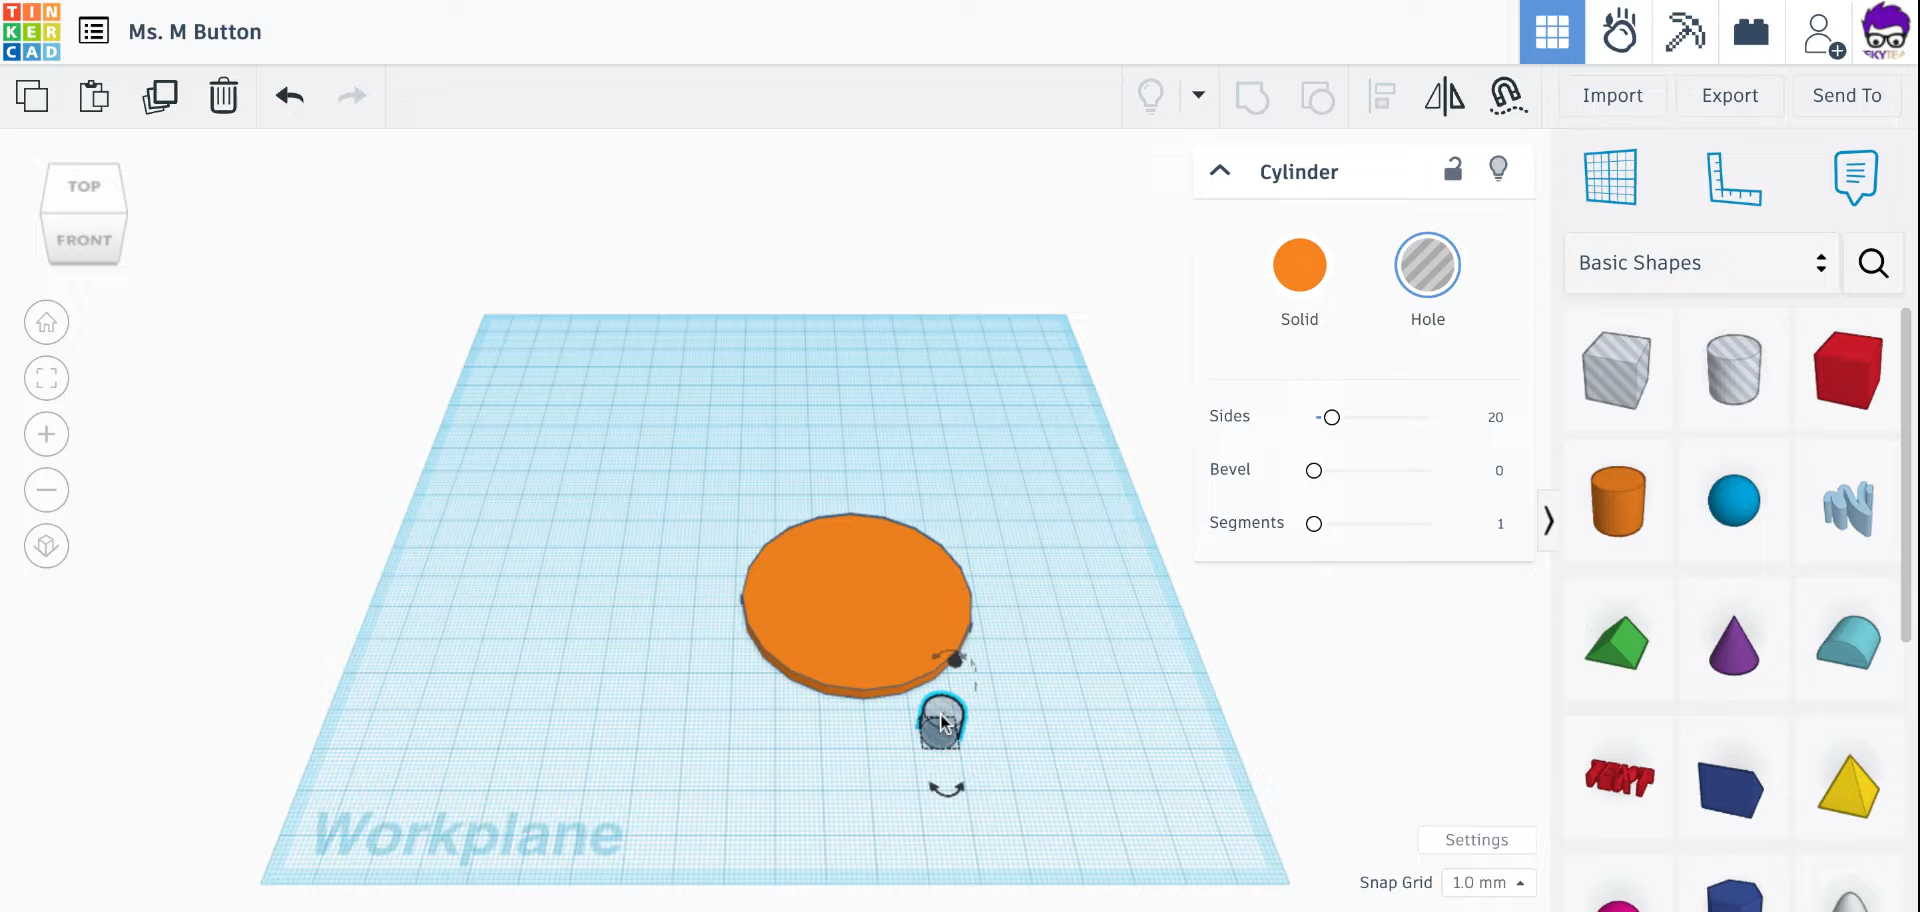 TIN
KER
CAD
Ms. M Button
Import
Export
Send To
TOP
FRONT
Cylinder
Solid
Hole
Sides 20
Bevel 0
Segments 1
Basic Shapes
TEXT
Workplane
Settings
Snap Grid 1.0 mm